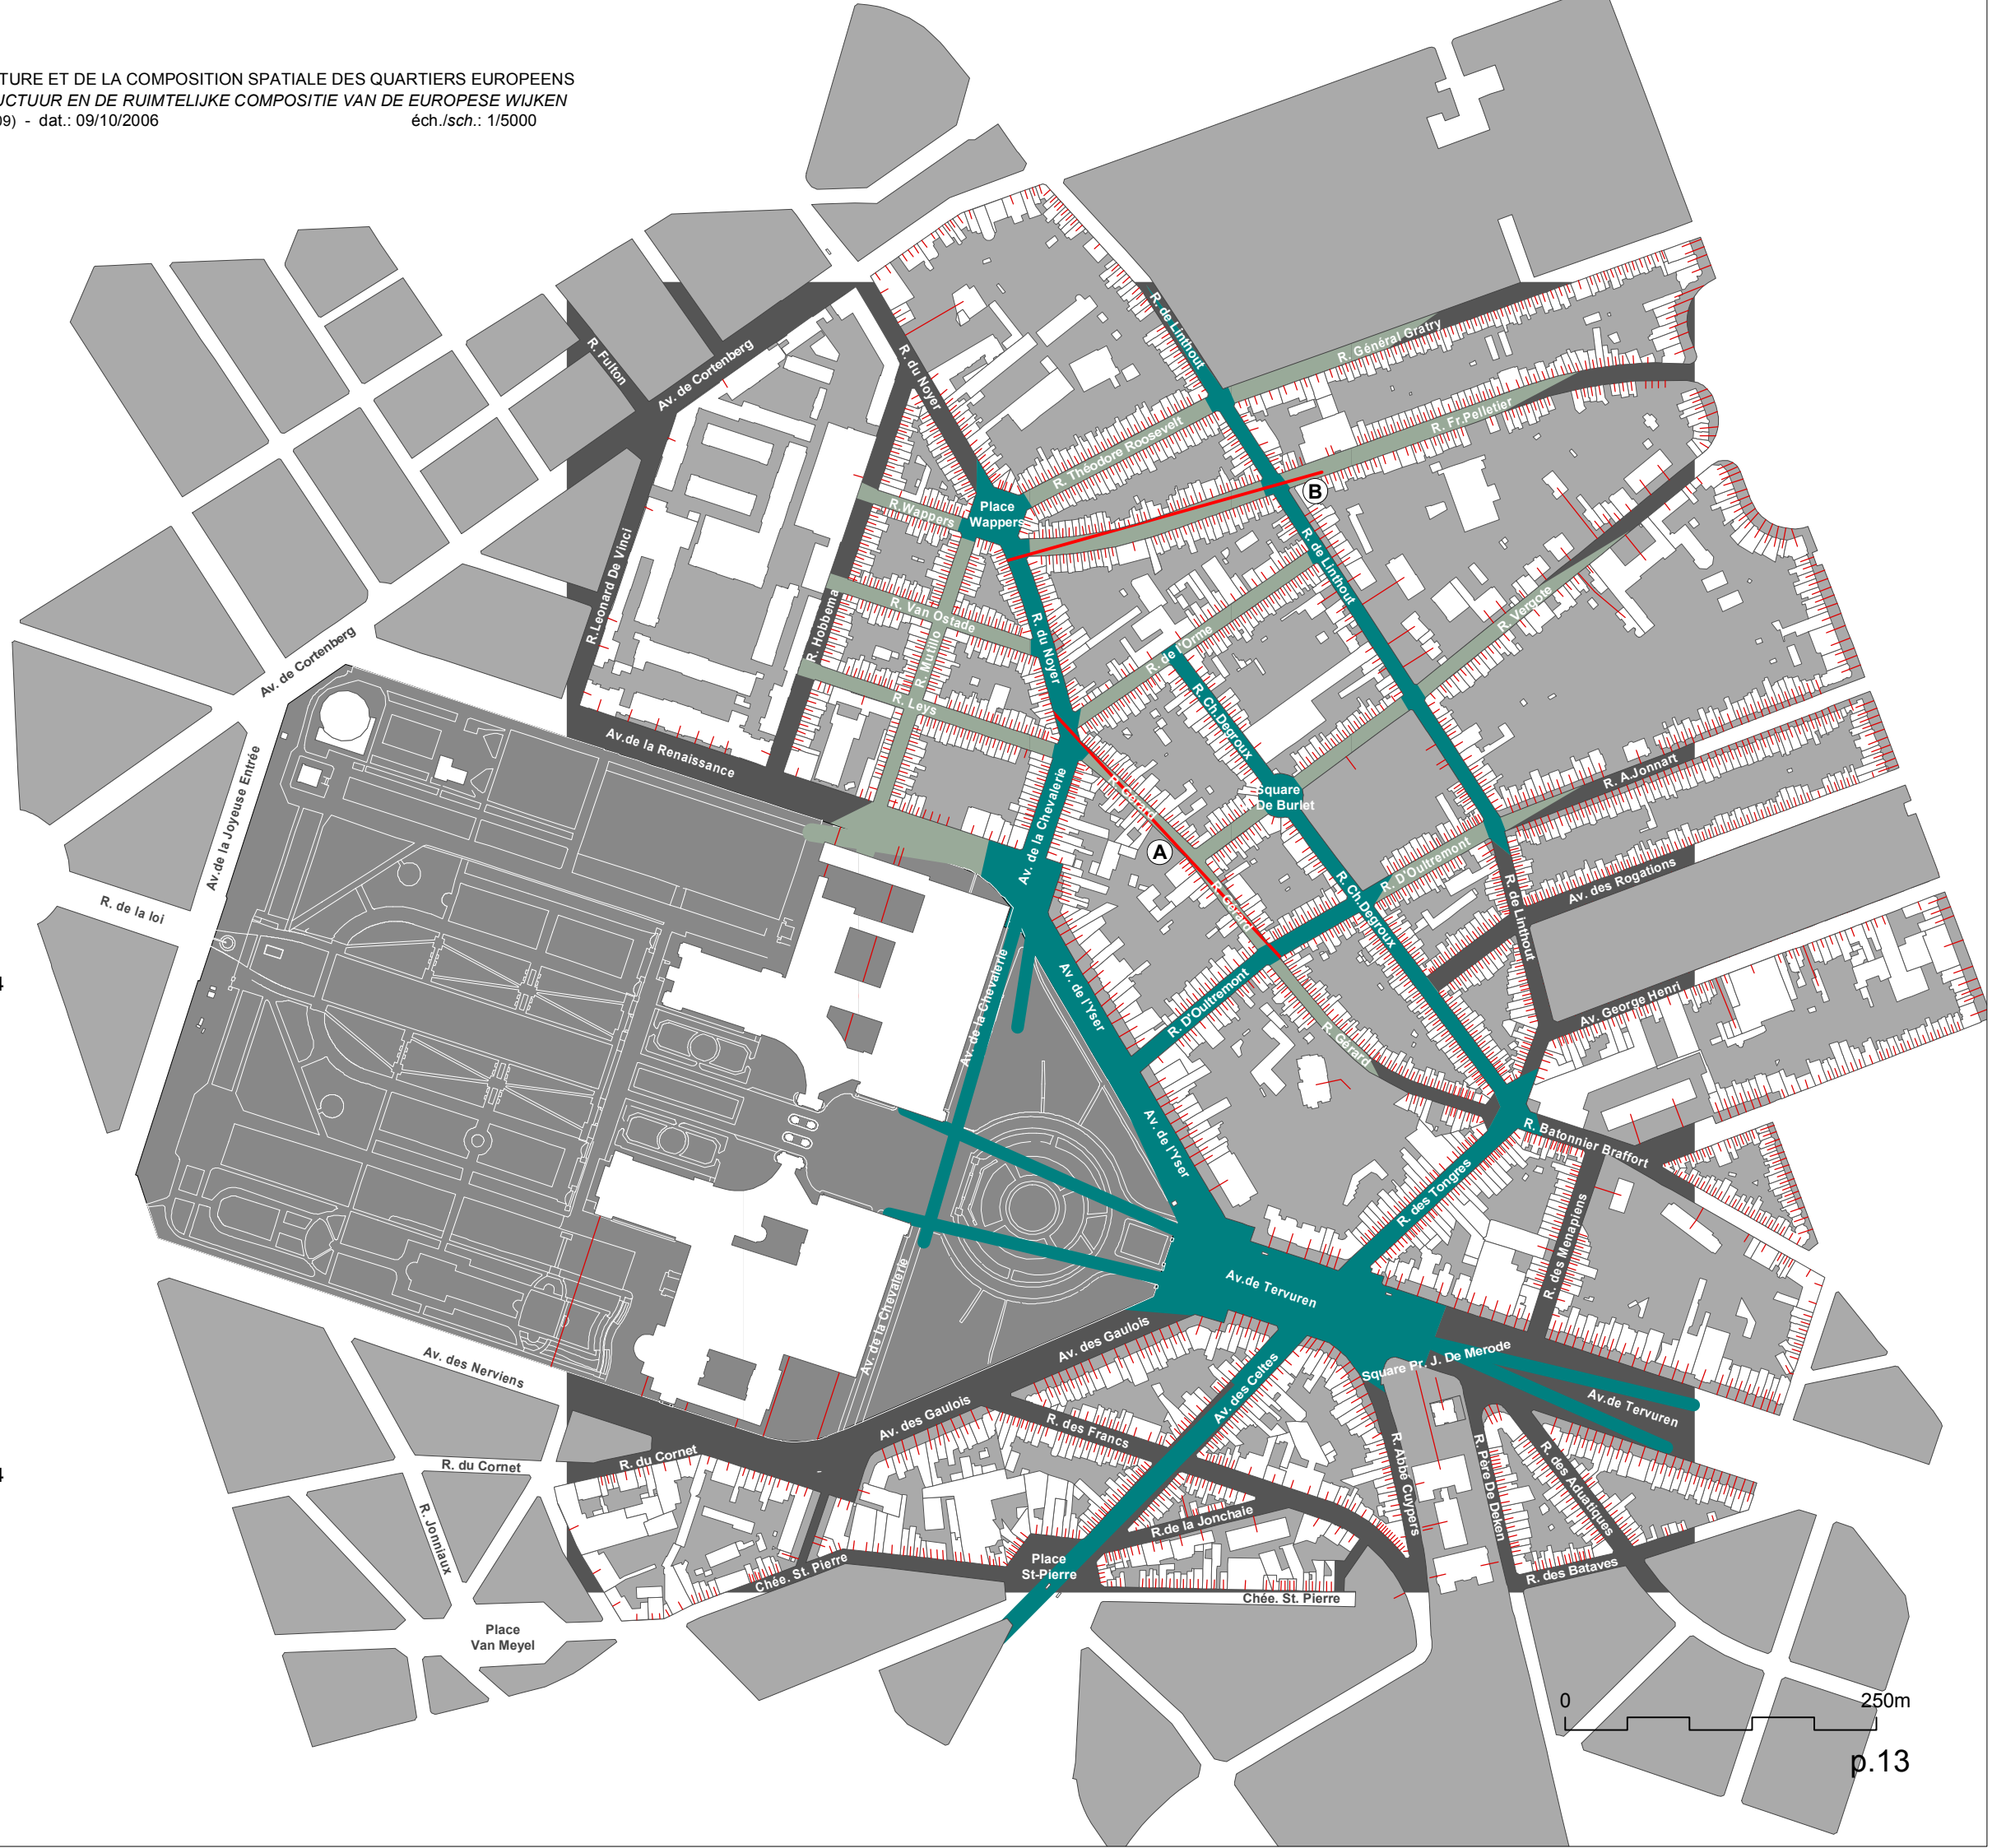 TURE ET DE LA COMPOSITION SPATIALE DES QUARTIERS EUROPEENS
UCTUUR EN DE RUIMTELIJKE COMPOSITIE VAN DE EUROPESE WIJKEN
09) - dat.: 09/10/2006 éch./sch.: 1/5000
R. de Linthout
R. Général Gratry
R. Fulton
Av. de Cortenberg
R. du Noyer
R. Fr.Pelletier
R. Théodore Roosevelt
B
R.Wappers
Place
Wappers
R. de Linthout
R.Leonard De Vinci
R. Hobbema
R. Van Ostade
R. Mutillo
R. du Noyer
R. de l'Orme
R. Vergote
Av. de Cortenberg
R. Leys
R. Ch.Degroux
Av.de la Renaissance
Av.de la Joyeuse Entrée
Av. de la Chevalerie
R. Gérard
Square
De Burlet
R. A.Jonnart
A
R. D'Oultremont
Av. des Rogations
R. de la loi
R. Gérard
R. Ch.Degroux
R. de Linthout
Av. de la Chevalerie
Av. de l'Yser
R. D'Oultremont
Av. George Henri
R. Gérard
4
Av. de l'Yser
R. Batonnier Braffort
R. des Tongres
R. des Menapiens
Av.de Tervuren
Av. de la Chevalerie
Av. des Gaulois
Square Pr. J. De Merode
Av. des Nerviens
Av. des Celtes
Av.de Tervuren
Av. des Gaulois
R. des Francs
R. du Cornet
R. du Cornet
R. Abbé Cuypers
R. Père De Deken
R. des Aduatiques
4
R. Jonniaux
R.de la Jonchaie
Chée. St. Pierre
Place
St-Pierre
R. des Bataves
Chée. St. Pierre
Place
Van Meyel
0 250m
p.13